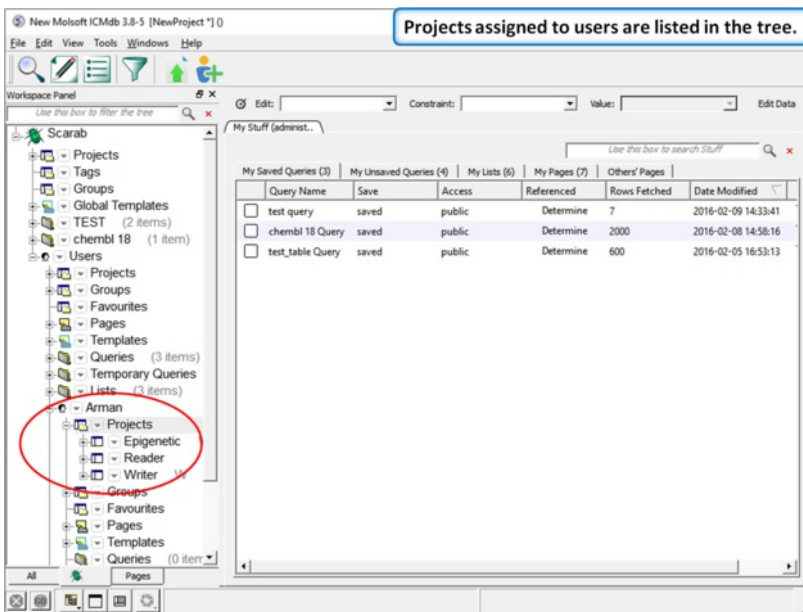 New Molsoft ICMdb 3.8-5 [NewProject *] ()
Projects assigned to users are listed in the tree.
File Edit View Tools Windows Help
Workspace Panel
Use this box to filter the tree
Edit: Constraint: Value: Edit Data
My Stuff (administ..
Use this box to search Stuff
My Saved Queries (3) My Unsaved Queries (4) My Lists (6) My Pages (7) Others' Pages
Query Name Save Access Referenced Rows Fetched Date Modified
test query saved public Determine 7 2016-02-09 14:33:41
chembl 18 Query saved public Determine 2000 2016-02-08 14:58:16
test_table Query saved public Determine 600 2016-02-05 16:53:13
Scarab
Projects
Tags
Groups
Global Templates
TEST (2 items)
chembl 18 (1 item)
Users
Projects
Groups
Favourites
Pages
Templates
Queries (3 items)
Temporary Queries
Lists (3 items)
Arman
Projects
Epigenetic
Reader
Writer W
Groups
Favourites
Pages
Templates
Queries (0 item
All Pages